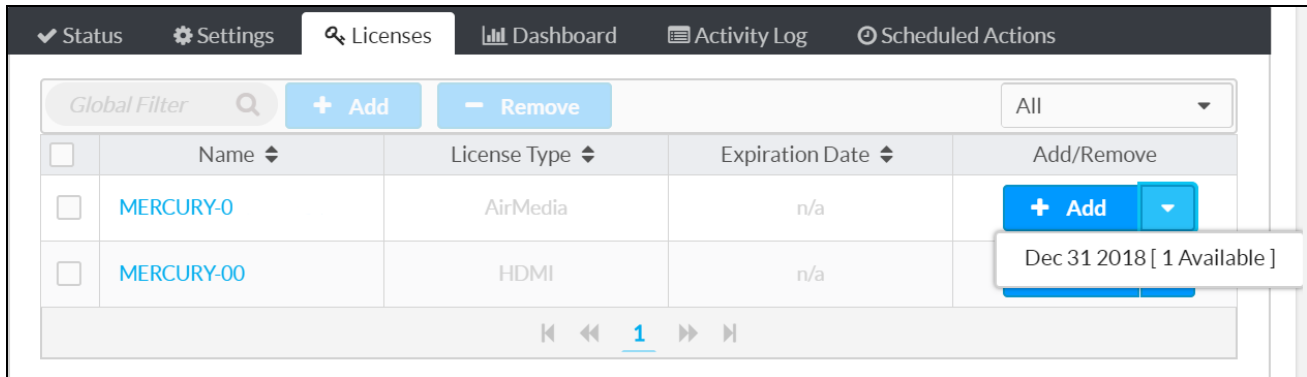 Status Settings Licenses Dashboard Activity Log Scheduled Actions
Global Filter + Add − Remove All
Name License Type Expiration Date Add/Remove
MERCURY-0 AirMedia n/a + Add
Dec 31 2018 [ 1 Available ]
MERCURY-00 HDMI n/a
1